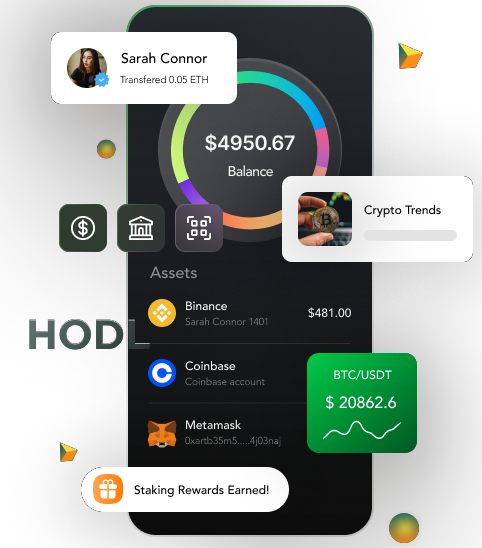 Sarah Connor
Transfered 0.05 ETH
$4950.67
Balance
Crypto Trends
Assets
Binance
$481.00
Sarah Connor 1401
HODL
Coinbase
Coinbase account
BTC/USDT
$ 20862.6
Metamask
0xartb35m5.....4j03naj
Staking Rewards Earned!